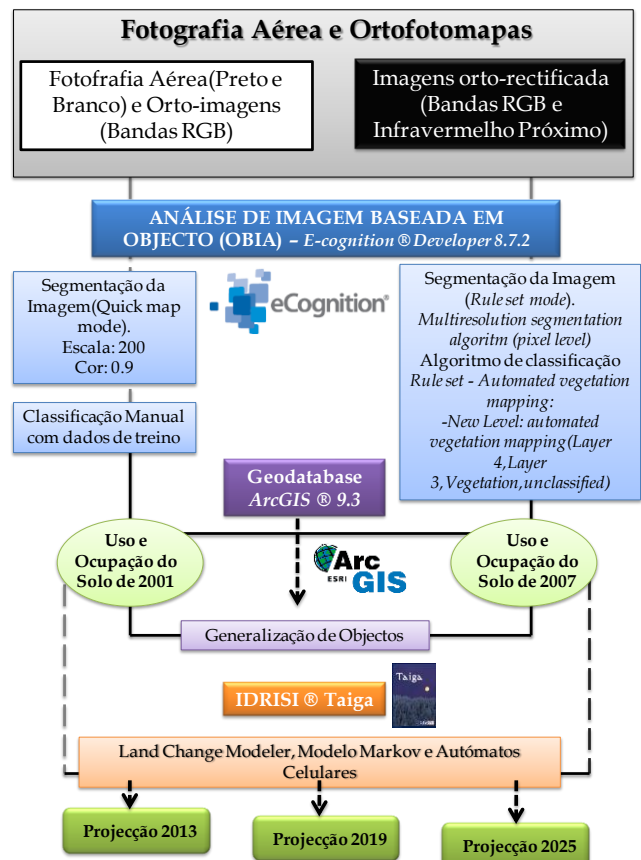 Fotografia Aérea e Ortofotomapas
Fotofrafia Aérea(Preto e
Branco) e Orto-imagens
(Bandas RGB)
Imagens orto-rectificada
(Bandas RGB e
Infravermelho Próximo)
ANÁLISE DE IMAGEM BASEADA EM
OBJECTO (OBIA) – E-cognition ® Developer 8.7.2
Segmentação da
Imagem(Quick map
mode).
Escala: 200
Cor: 0.9
eCognition®
Segmentação da Imagem
(Rule set mode).
Multiresolution segmentation
algoritm (pixel level)
Algoritmo de classificação
Rule set - Automated vegetation
mapping:
-New Level: automated
vegetation mapping(Layer
4,Layer
3,Vegetation,unclassified)
Classificação Manual
com dados de treino
Geodatabase
ArcGIS ® 9.3
Uso e
Ocupação do
Solo de 2001
Arc
ESRI
GIS
Uso e
Ocupação do
Solo de 2007
Generalização de Objectos
IDRISI ® Taiga
Taiga
Land Change Modeler, Modelo Markov e Autómatos
Celulares
Projecção 2013
Projecção 2019
Projecção 2025